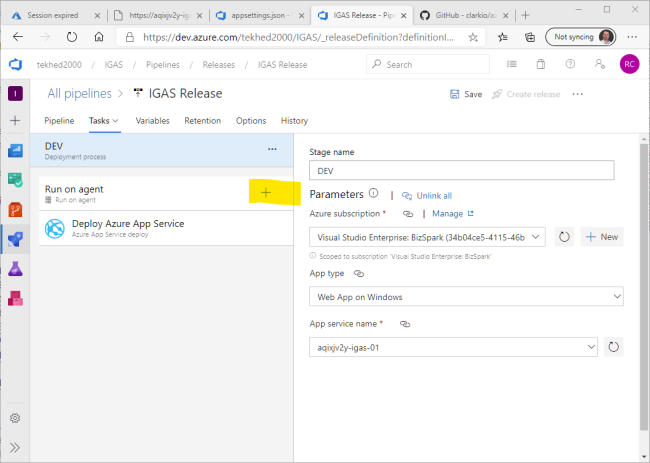 Session expired
https://aqixjv2y-iga
appsettings.json -
IGAS Release - Pip
GitHub - clarkio/az
https://dev.azure.com/tekhed2000/IGAS/_releaseDefinition?definitionI...
Not syncing
tekhed2000 / IGAS / Pipelines / Releases / IGAS Release
Search
RC
I
All pipelines > IGAS Release
Save
Create release
Pipeline Tasks Variables Retention Options History
DEV
Deployment process
Run on agent
Run on agent
Deploy Azure App Service
Azure App Service deploy
Stage name
DEV
Parameters | Unlink all
Azure subscription * | Manage
Visual Studio Enterprise: BizSpark (34b04ce5-4115-46b
New
Scoped to subscription 'Visual Studio Enterprise: BizSpark'
App type
Web App on Windows
App service name *
aqixjv2y-igas-01